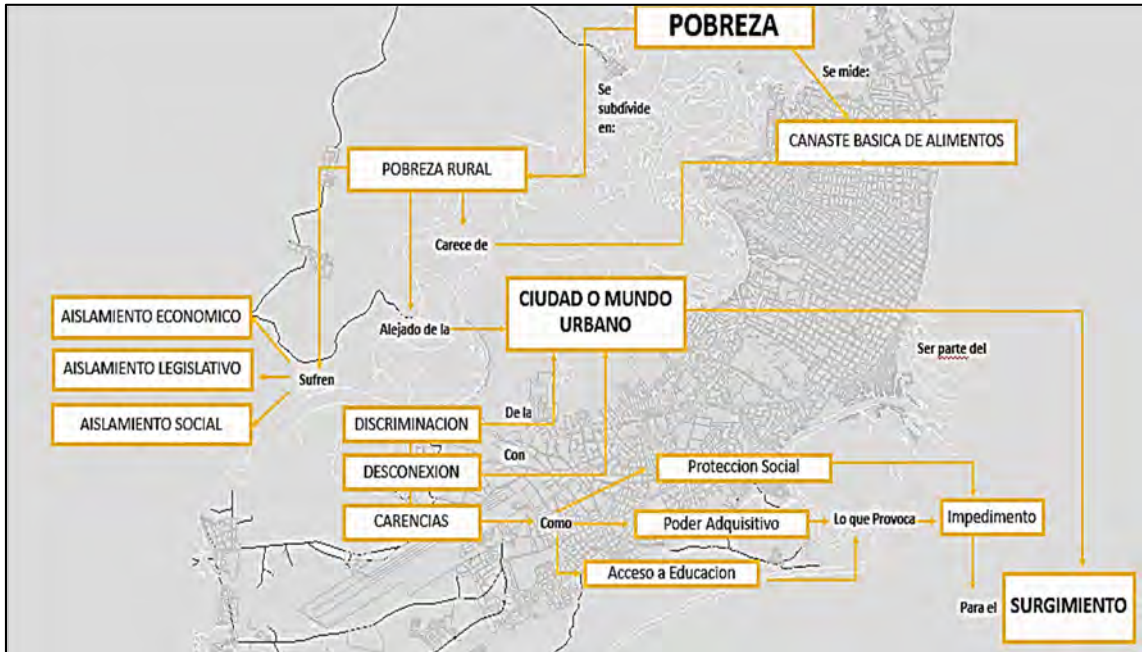 POBREZA
Se mide:
Se
subdivide
en:
CANASTE BASICA DE ALIMENTOS
POBREZA RURAL
Carece de
CIUDAD O MUNDO
URBANO
AISLAMIENTO ECONOMICO
Alejado de la
Ser parte del
AISLAMIENTO LEGISLATIVO
Sufren
AISLAMIENTO SOCIAL
DISCRIMINACION
De la
DESCONEXION
Con
Proteccion Social
CARENCIAS
Como
Poder Adquisitivo
Lo que Provoca
Impedimento
Acceso a Educacion
Para el
SURGIMIENTO